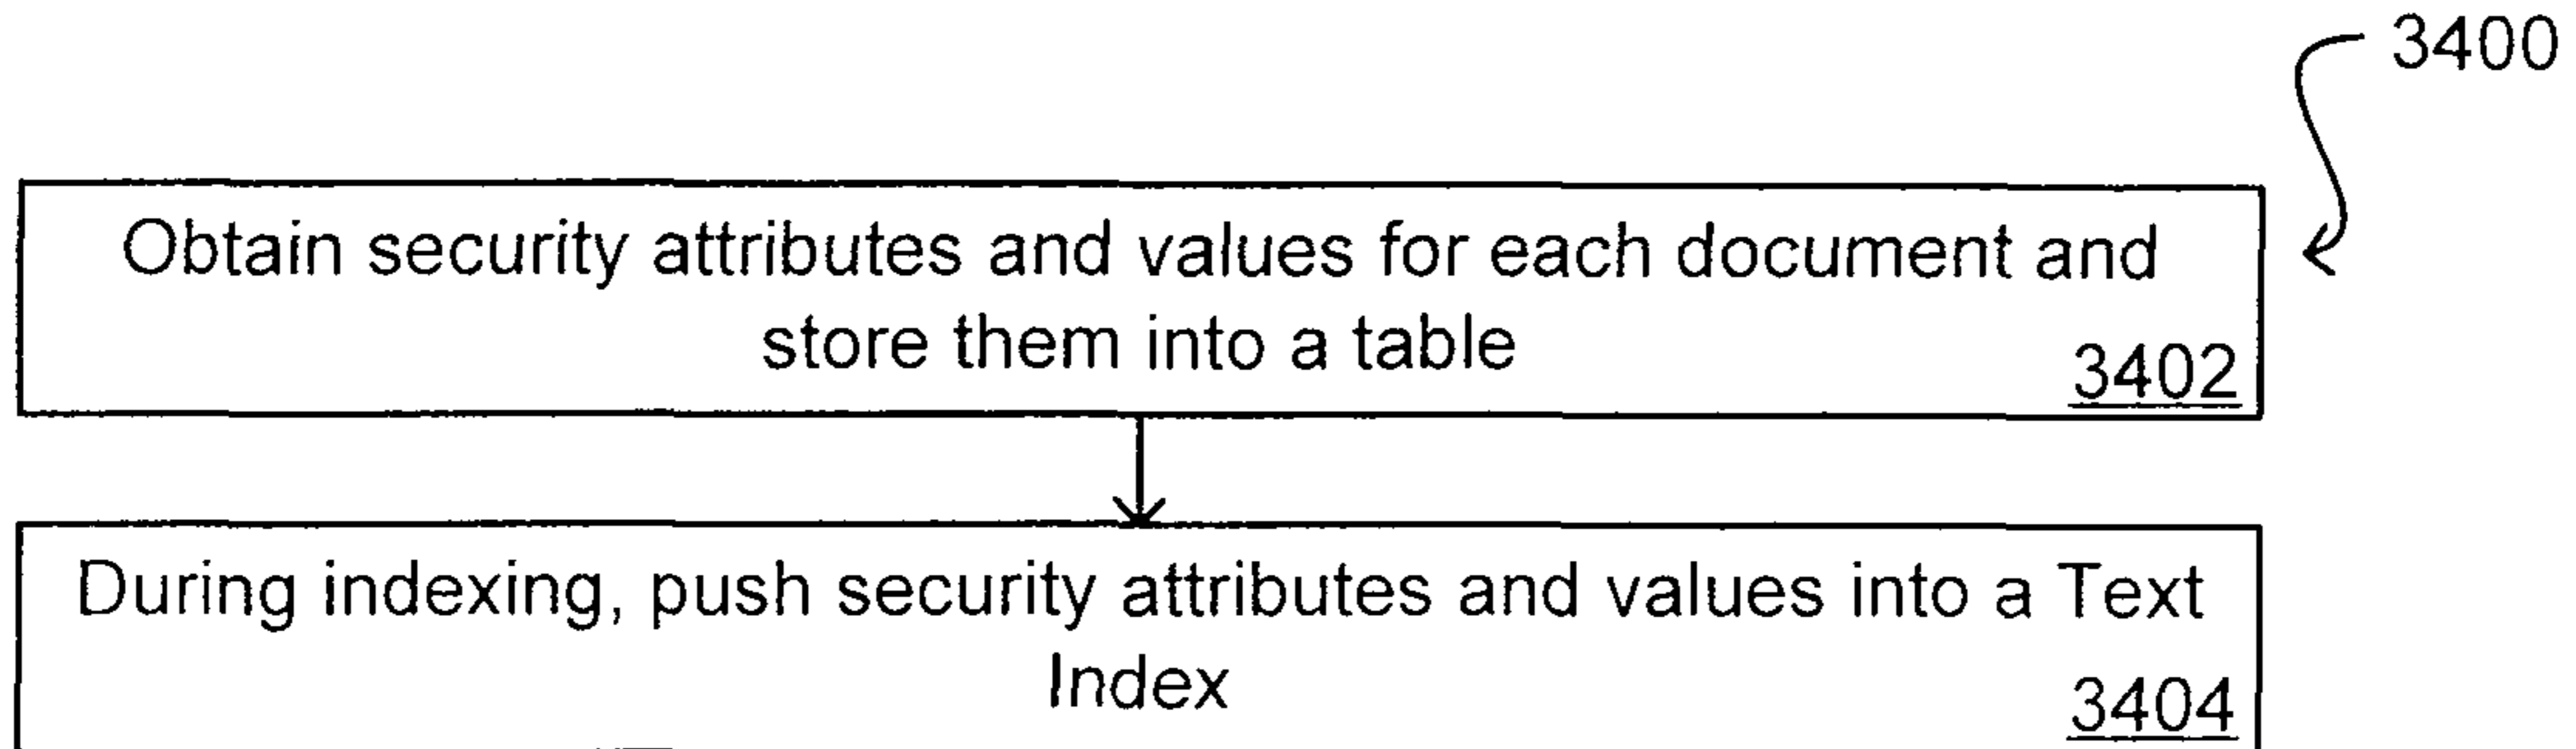 3400
Obtain security attributes and values for each document and
store them into a table
3402
During indexing, push security attributes and values into a Text
Index
3404